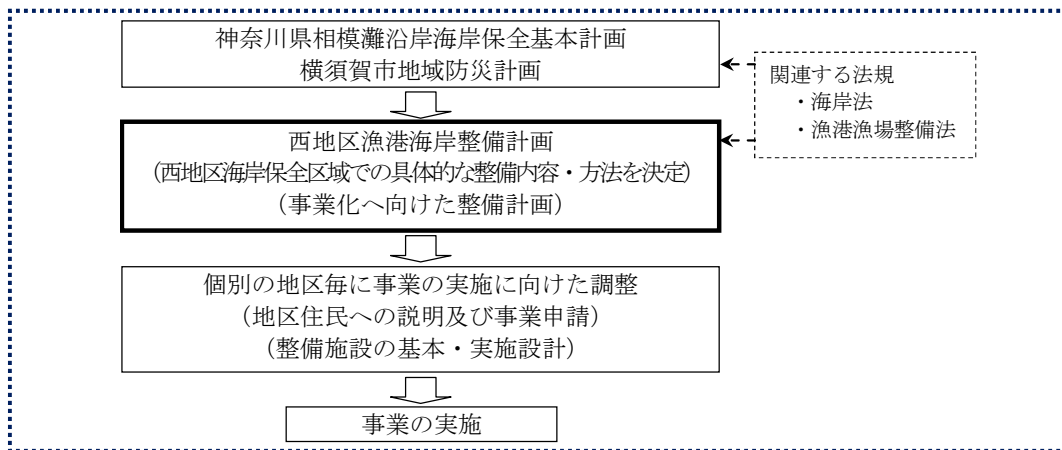 神奈川県相模灘沿岸海岸保全基本計画
横須賀市地域防災計画
関連する法規
・海岸法
・漁港漁場整備法
西地区漁港海岸整備計画
(西地区海岸保全区域での具体的な整備内容・方法を決定)
（事業化へ向けた整備計画）
個別の地区毎に事業の実施に向けた調整
（地区住民への説明及び事業申請）
（整備施設の基本・実施設計）
事業の実施